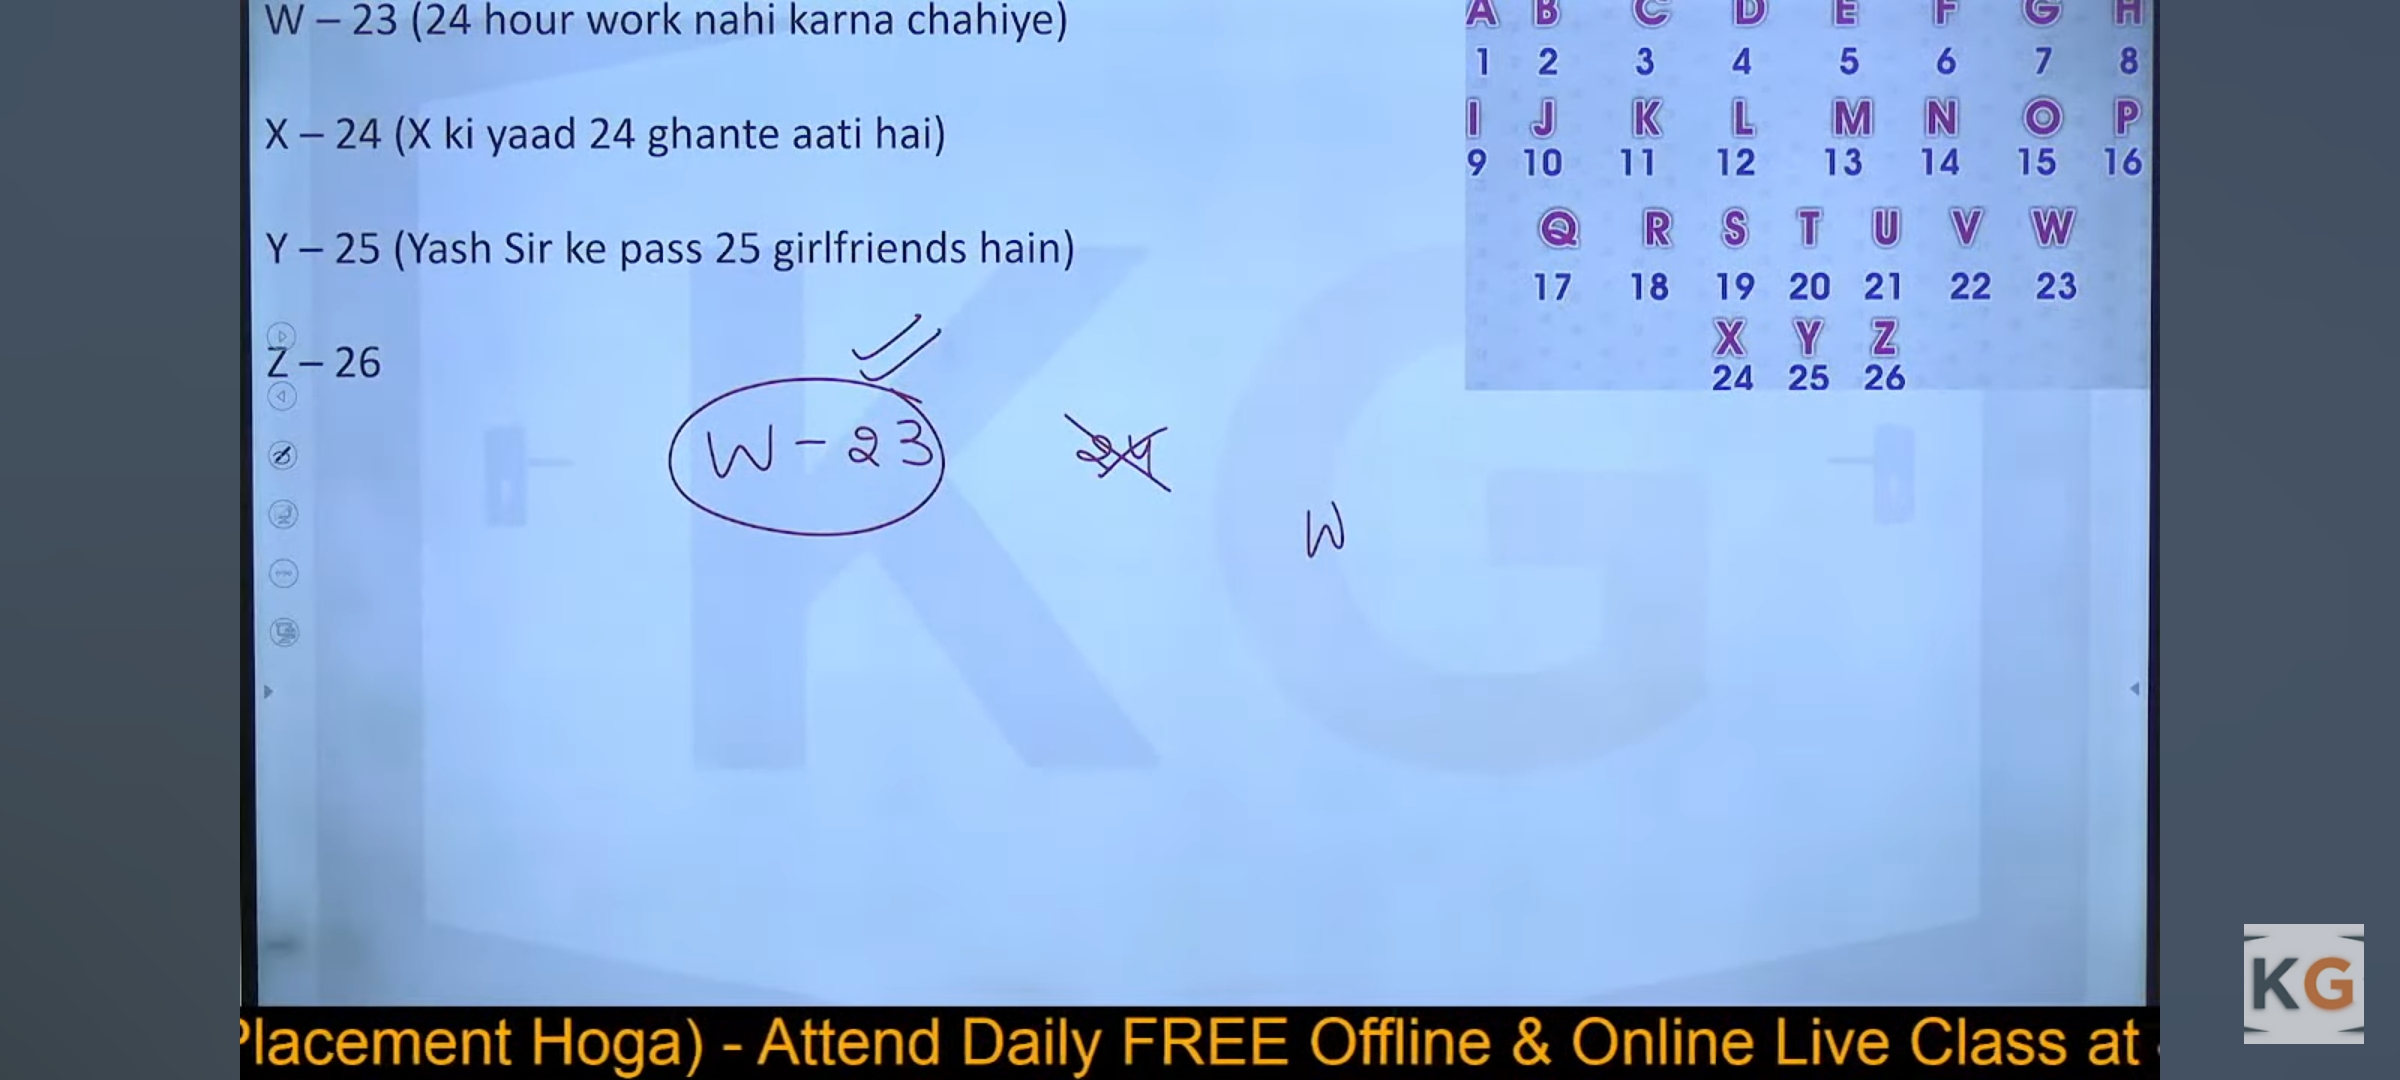 W – 23 (24 hour work nahi karna chahiye)
X – 24 (X ki yaad 24 ghante aati hai)
Y – 25 (Yash Sir ke pass 25 girlfriends hain)
Z – 26
A B C D E F G H
1 2 3 4 5 6 7 8
I J K L M N O P
9 10 11 12 13 14 15 16
Q R S T U V W
17 18 19 20 21 22 23
X Y Z
24 25 26
W – 23
24
W
KG
Placement Hoga) - Attend Daily FREE Offline & Online Live Class at
KG